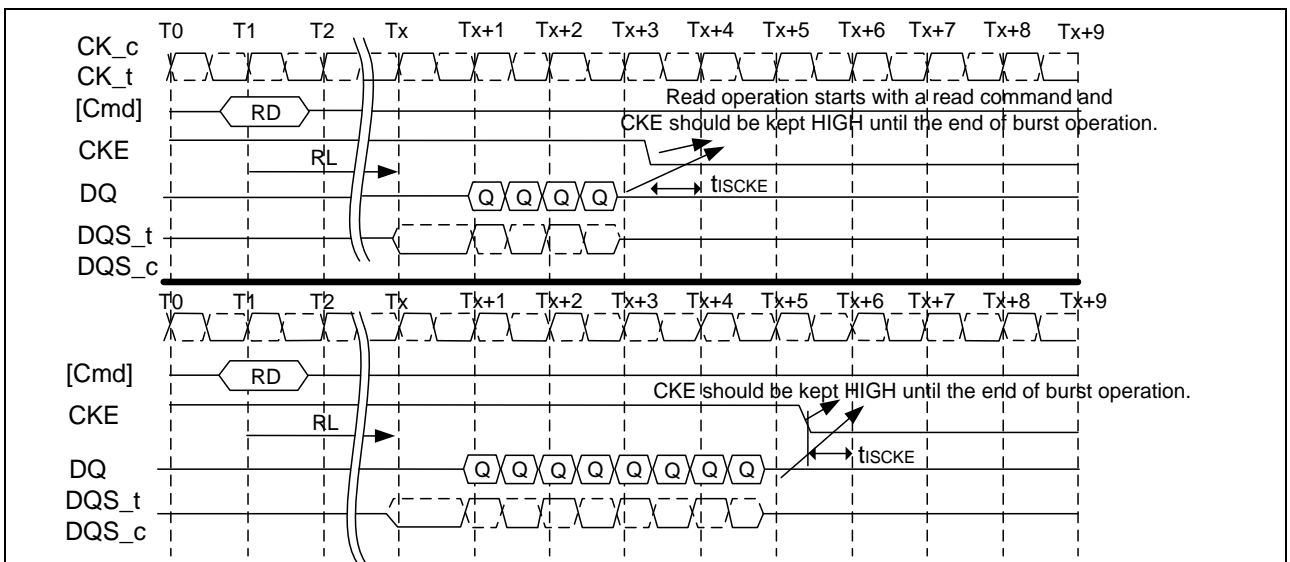 T0 T1 T2 Tx Tx+1 Tx+2 Tx+3 Tx+4 Tx+5 Tx+6 Tx+7 Tx+8 Tx+9
CK_c
CK_t
[Cmd] RD
Read operation starts with a read command and
CKE should be kept HIGH until the end of burst operation.
CKE
RL
tISCKE
DQ Q Q Q Q
DQS_t
DQS_c
T0 T1 T2 Tx Tx+1 Tx+2 Tx+3 Tx+4 Tx+5 Tx+6 Tx+7 Tx+8 Tx+9
[Cmd] RD
CKE should be kept HIGH until the end of burst operation.
CKE
RL
tISCKE
DQ Q Q Q Q Q Q Q Q
DQS_t
DQS_c